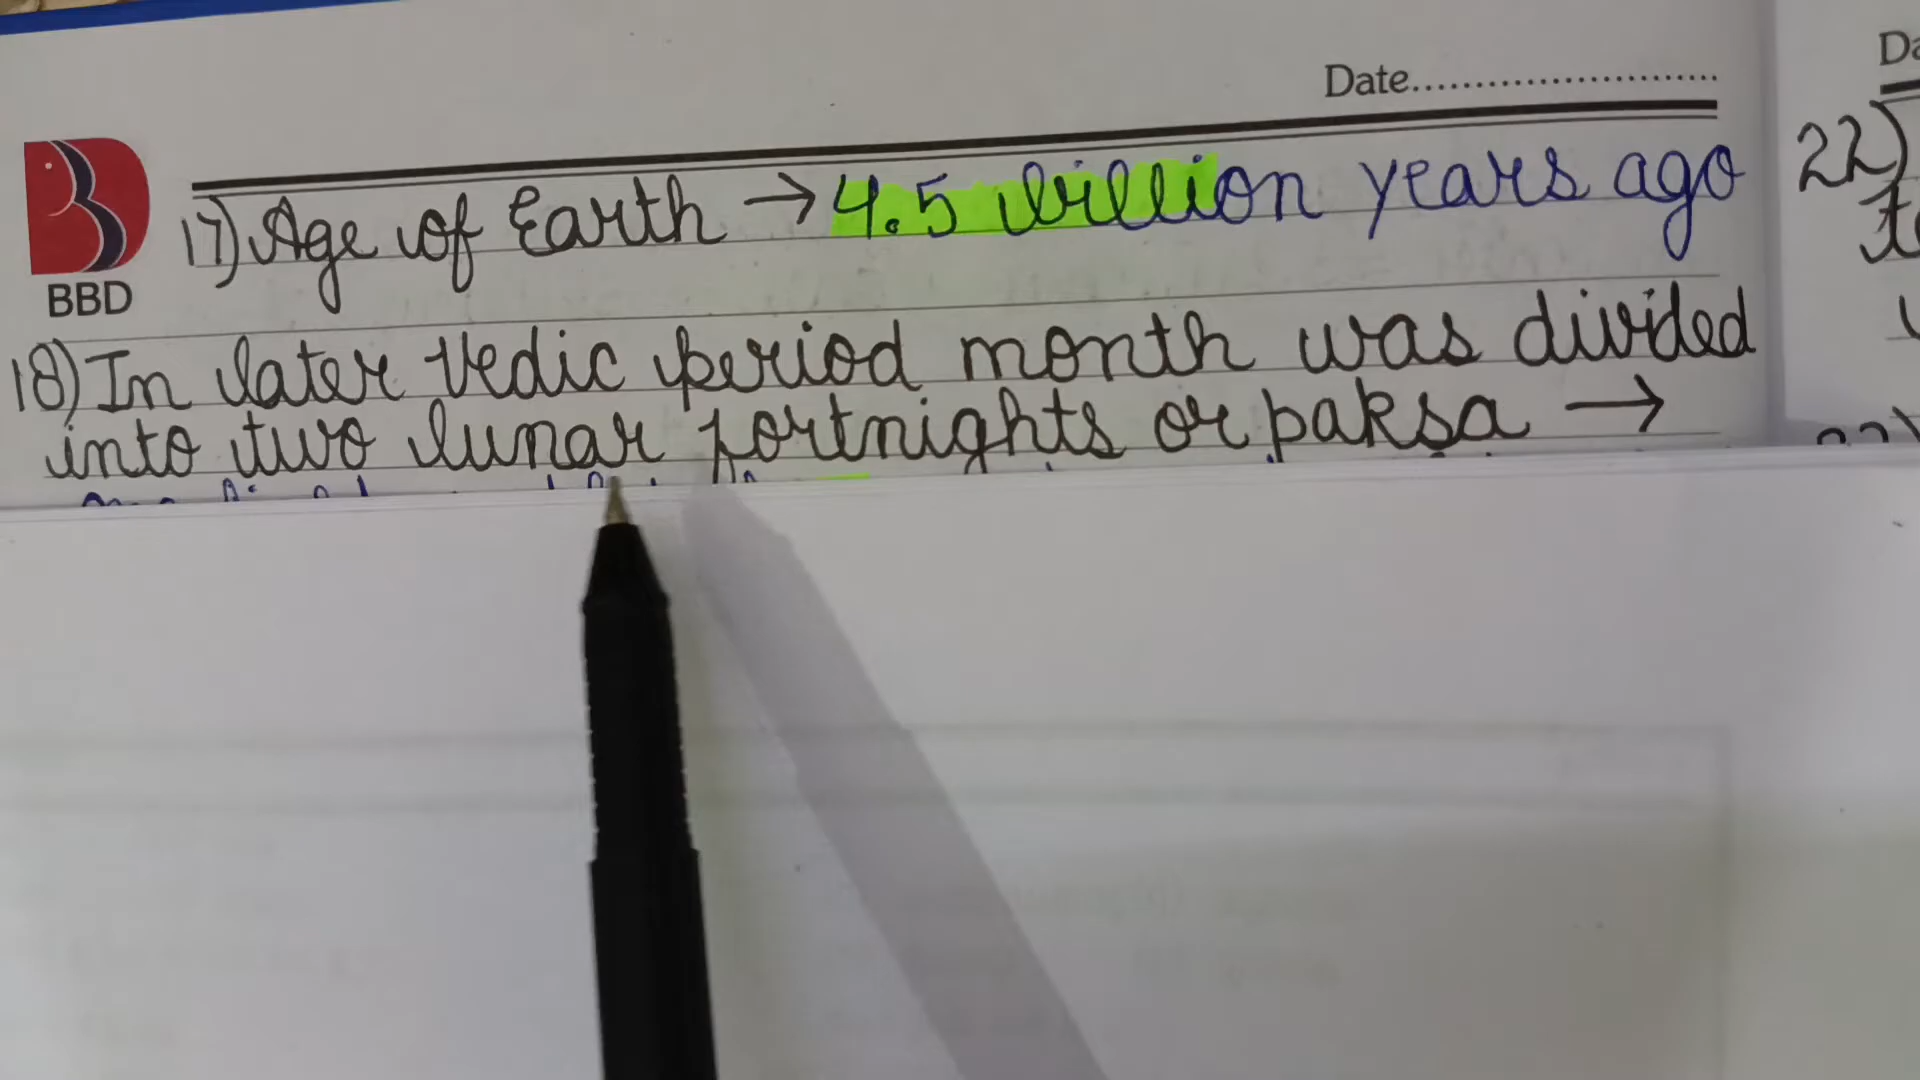 Date
BBD
17) Age of Earth → 4.5 billion years ago
18) In later Vedic period month was divided
into two lunar fortnights or paksa →
Da
22)